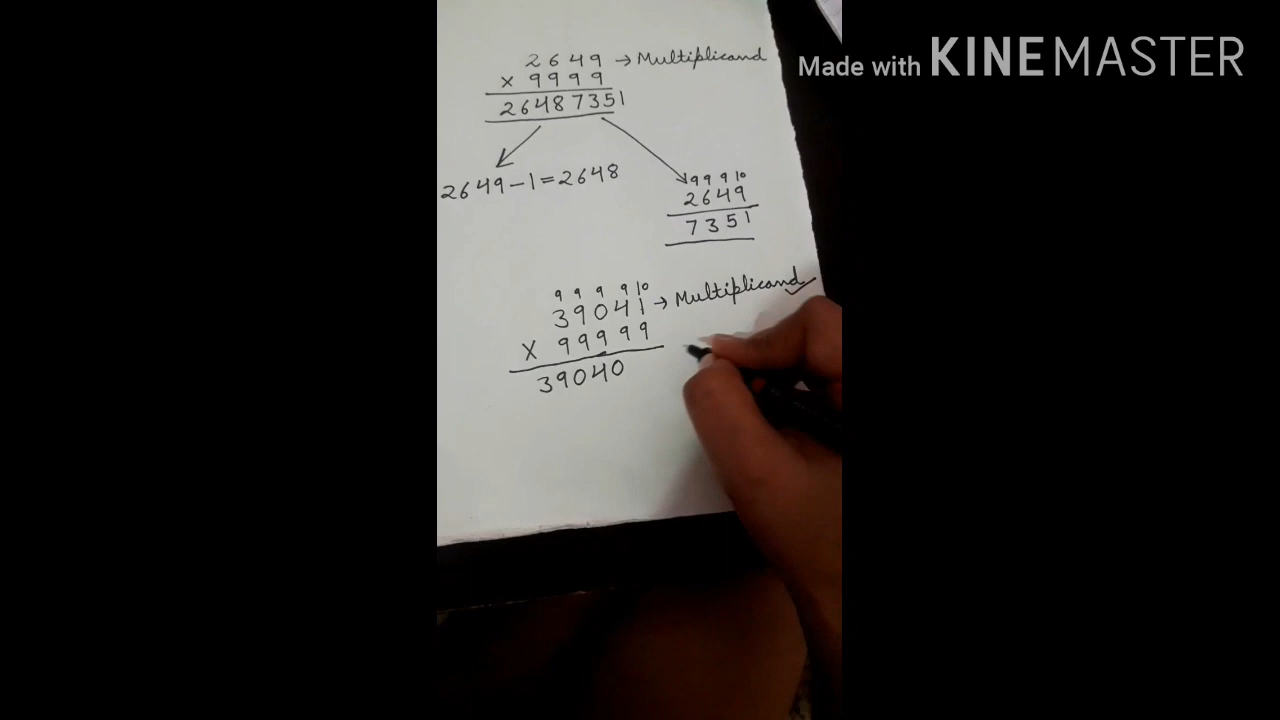 Made with KINEMASTER
2649 → Multiplicand
× 9999
26487351
2649-1=2648
9 9 9 10
2649
7351
9 9 9 9 10
39041 → Multiplicand
× 99999
39040